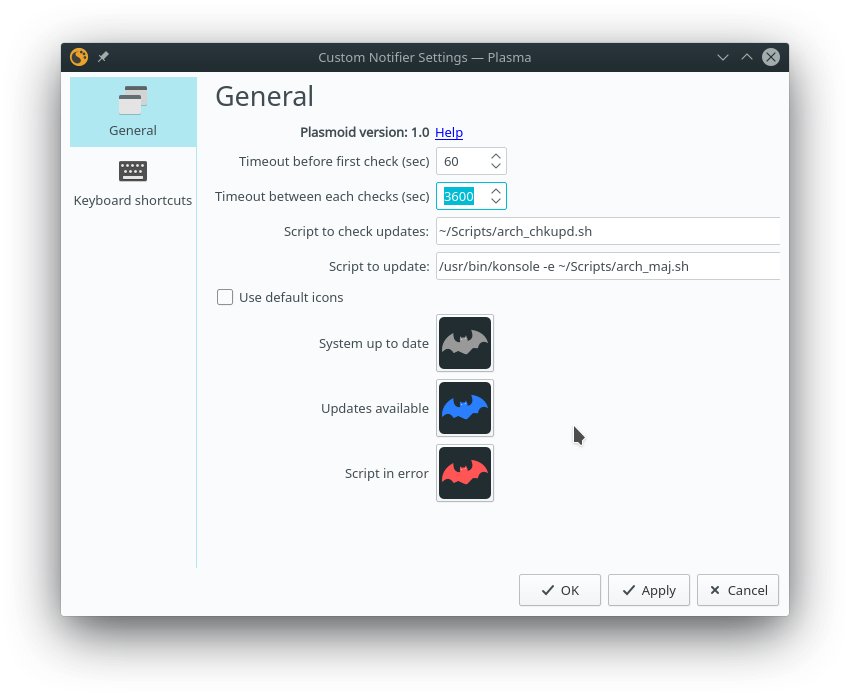 Custom Notifier Settings — Plasma
General
Keyboard shortcuts
General
Plasmoid version: 1.0 Help
Timeout before first check (sec) 60
Timeout between each checks (sec) 3600
Script to check updates: ~/Scripts/arch_chkupd.sh
Script to update: /usr/bin/konsole -e ~/Scripts/arch_maj.sh
Use default icons
System up to date
Updates available
Script in error
OK Apply Cancel